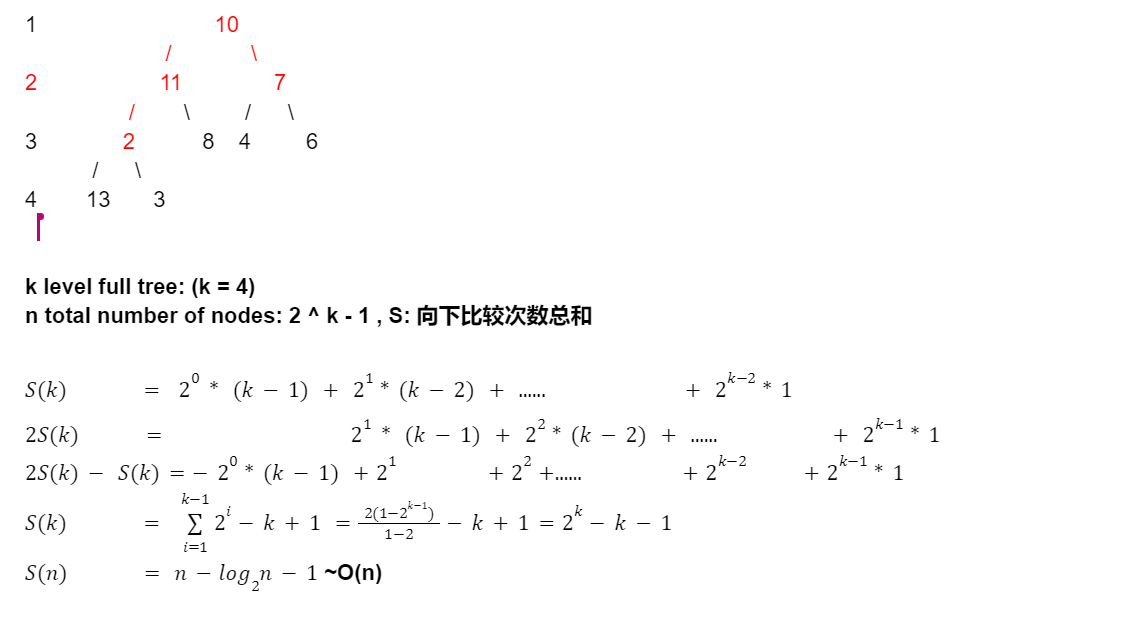 1 10
/ \
2 11 7
/ \ / \
3 2 8 4 6
/ \
4 13 3
k level full tree: (k = 4)
n total number of nodes: 2 ^ k - 1 , S: 向下比较次数总和
S(k) = 2^0 * (k − 1) + 2^1 * (k − 2) + ...... + 2^{k−2} * 1
2S(k) = 2^1 * (k − 1) + 2^2 * (k − 2) + ...... + 2^{k−1} * 1
2S(k) − S(k) = − 2^0 * (k − 1) + 2^1 + 2^2 +...... + 2^{k−2} + 2^{k−1} * 1
S(k) = \sum_{i=1}^{k−1} 2^i − k + 1 = \frac{2(1−2^{k−1})}{1−2} − k + 1 = 2^k − k − 1
S(n) = n − log_2 n − 1 ~O(n)